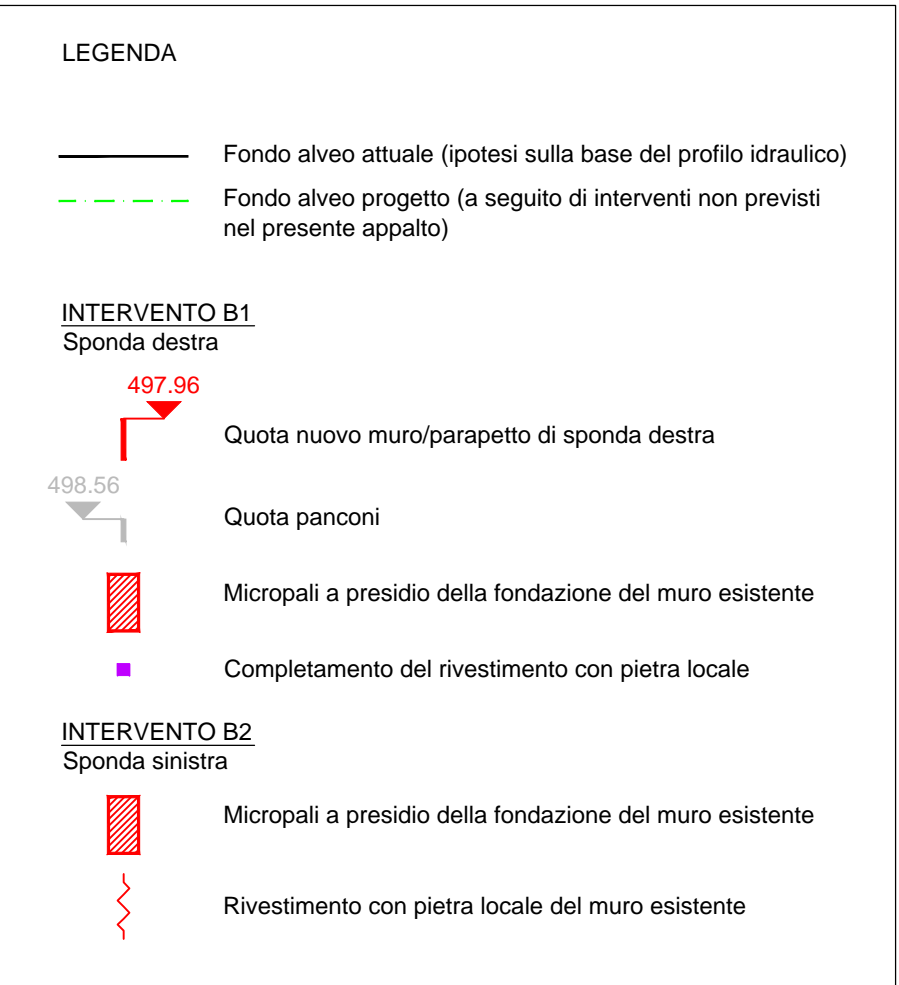 LEGENDA
Fondo alveo attuale (ipotesi sulla base del profilo idraulico)
Fondo alveo progetto (a seguito di interventi non previsti
nel presente appalto)
INTERVENTO B1
Sponda destra
497.96
Quota nuovo muro/parapetto di sponda destra
498.56
Quota panconi
Micropali a presidio della fondazione del muro esistente
Completamento del rivestimento con pietra locale
INTERVENTO B2
Sponda sinistra
Micropali a presidio della fondazione del muro esistente
Rivestimento con pietra locale del muro esistente